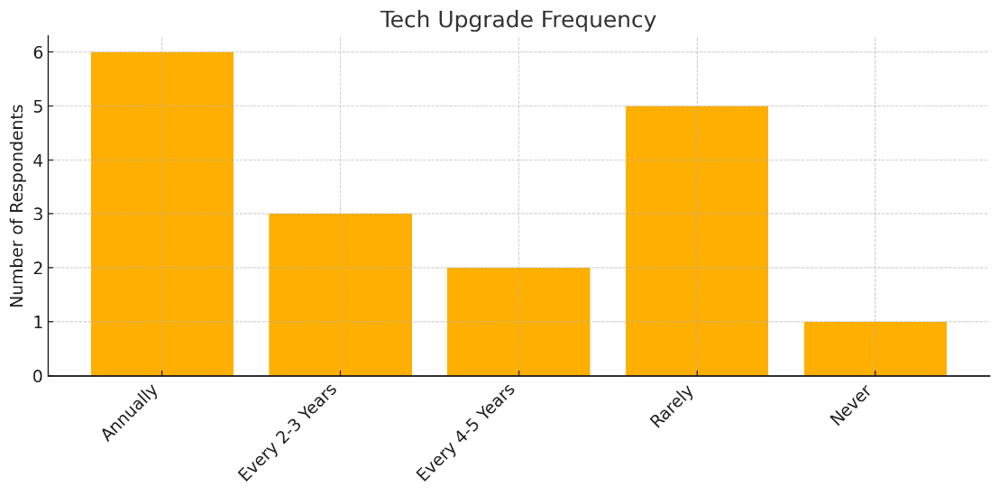 Tech Upgrade Frequency
Number of Respondents
6
5
4
3
2
1
0
Annually
Every 2-3 Years
Every 4-5 Years
Rarely
Never